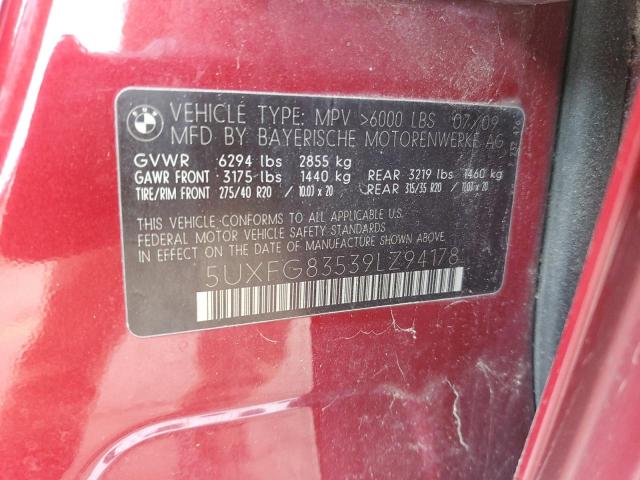 BMW
VEHICLE TYPE: MPV >6000 LBS 07/09
MFD BY BAYERISCHE MOTORENWERKE AG
GVWR 6294 lbs 2855 kg
GAWR FRONT 3175 lbs 1440 kg REAR 3219 lbs 1460 kg
TIRE/RIM FRONT 275/40 R20 / 10.0J x 20 REAR 315/35 R20 / 11.0J x 20
THIS VEHICLE CONFORMS TO ALL APPLICABLE U.S.
FEDERAL MOTOR VEHICLE SAFETY STANDARDS
IN EFFECT ON THE DATE OF MANUFACTURE SHOWN ABOVE.
5UXFG83539LZ94178